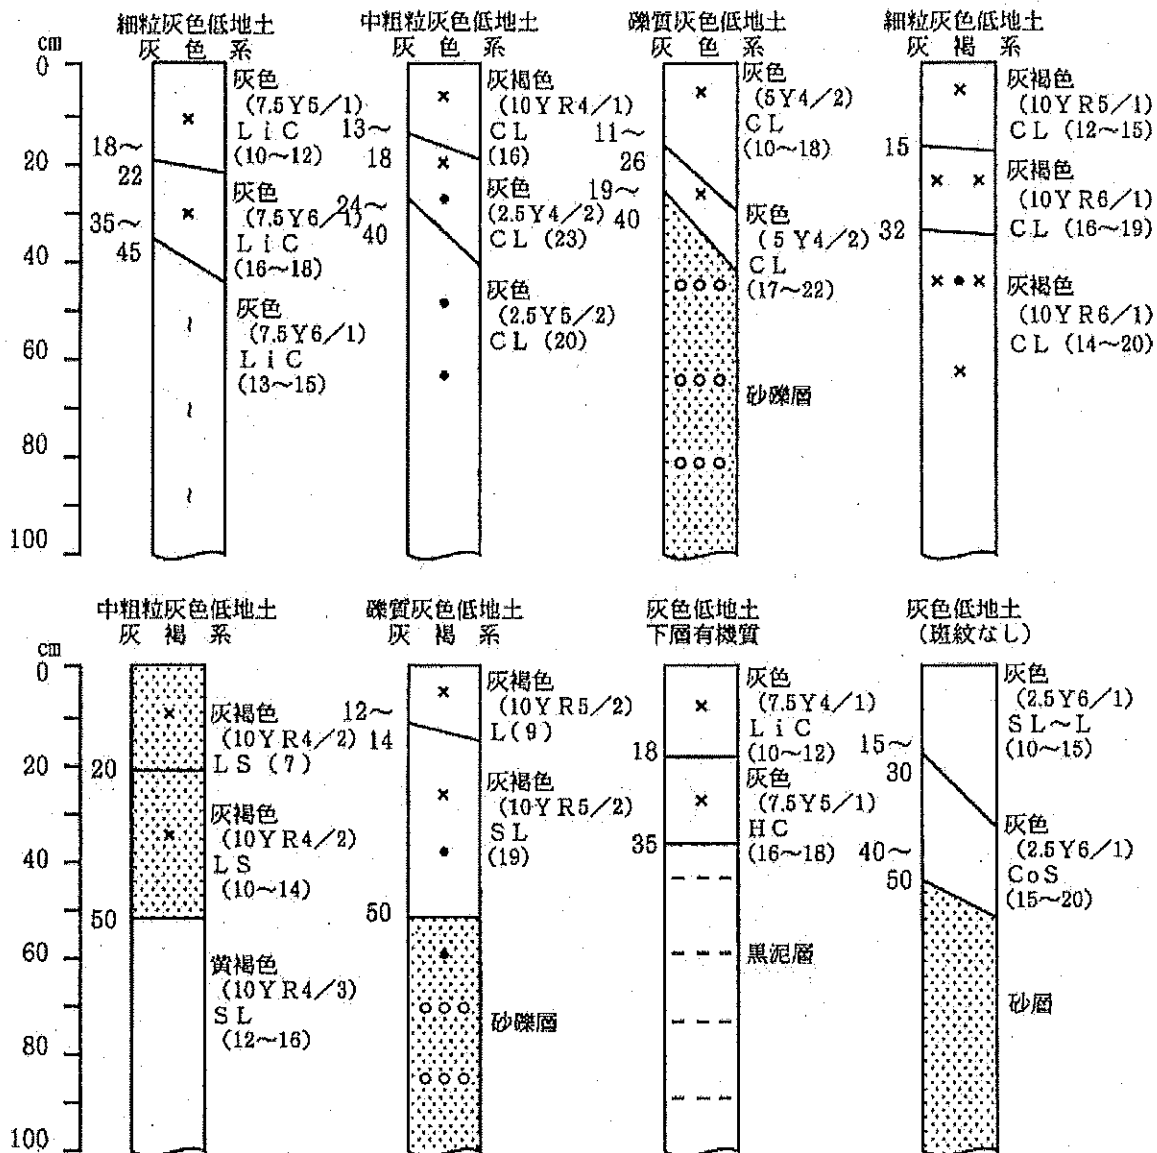 細粒灰色低地土
灰色系
cm
0
20
40
60
80
100
18～
22
35～
45
灰色
(7.5Y5/1)
LiC
(10～12)
灰色
(7.5Y6/1)
LiC
(16～18)
灰色
(7.5Y6/1)
LiC
(13～15)
中粗粒灰色低地土
灰色系
13～
18
24～
40
灰褐色
(10YR4/1)
CL
(16)
灰色
(2.5Y4/2)
CL (23)
灰色
(2.5Y5/2)
CL (20)
礫質灰色低地土
灰色系
11～
26
19～
40
灰色
(5Y4/2)
CL
(10～18)
灰色
(5Y4/2)
CL
(17～22)
砂礫層
細粒灰色低地土
灰褐系
15
32
灰褐色
(10YR5/1)
CL (12～15)
灰褐色
(10YR6/1)
CL (16～19)
灰褐色
(10YR6/1)
CL (14～20)
中粗粒灰色低地土
灰褐系
cm
0
20
40
60
80
100
20
50
灰褐色
(10YR4/2)
LS (7)
灰褐色
(10YR4/2)
LS
(10～14)
黄褐色
(10YR4/3)
SL
(12～16)
礫質灰色低地土
灰褐系
12～
14
50
灰褐色
(10YR5/2)
L(9)
灰褐色
(10YR5/2)
SL
(19)
砂礫層
灰色低地土
下層有機質
18
35
灰色
(7.5Y4/1)
LiC
(10～12)
灰色
(7.5Y5/1)
HC
(16～18)
黒泥層
灰色低地土
(斑紋なし)
15～
30
40～
50
灰色
(2.5Y6/1)
SL～L
(10～15)
灰色
(2.5Y6/1)
CoS
(15～20)
砂層